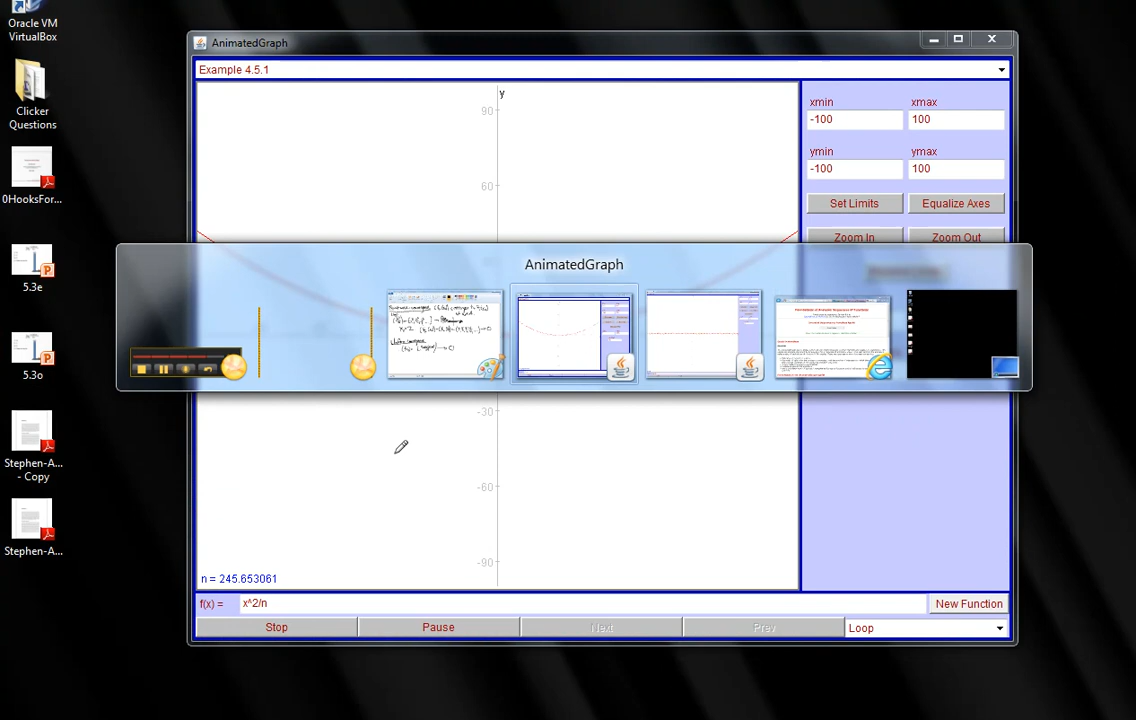 Oracle VM
VirtualBox
Clicker
Questions
0HooksFor...
5.3e
5.3o
Stephen-A...
- Copy
Stephen-A...
AnimatedGraph
Example 4.5.1
y
90
60
-30
-60
-90
n = 245.653061
xmin
xmax
-100
100
ymin
ymax
-100
100
Set Limits
Equalize Axes
Zoom In
Zoom Out
AnimatedGraph
f(x) =
x^2/n
New Function
Stop
Pause
Next
Prev
Loop